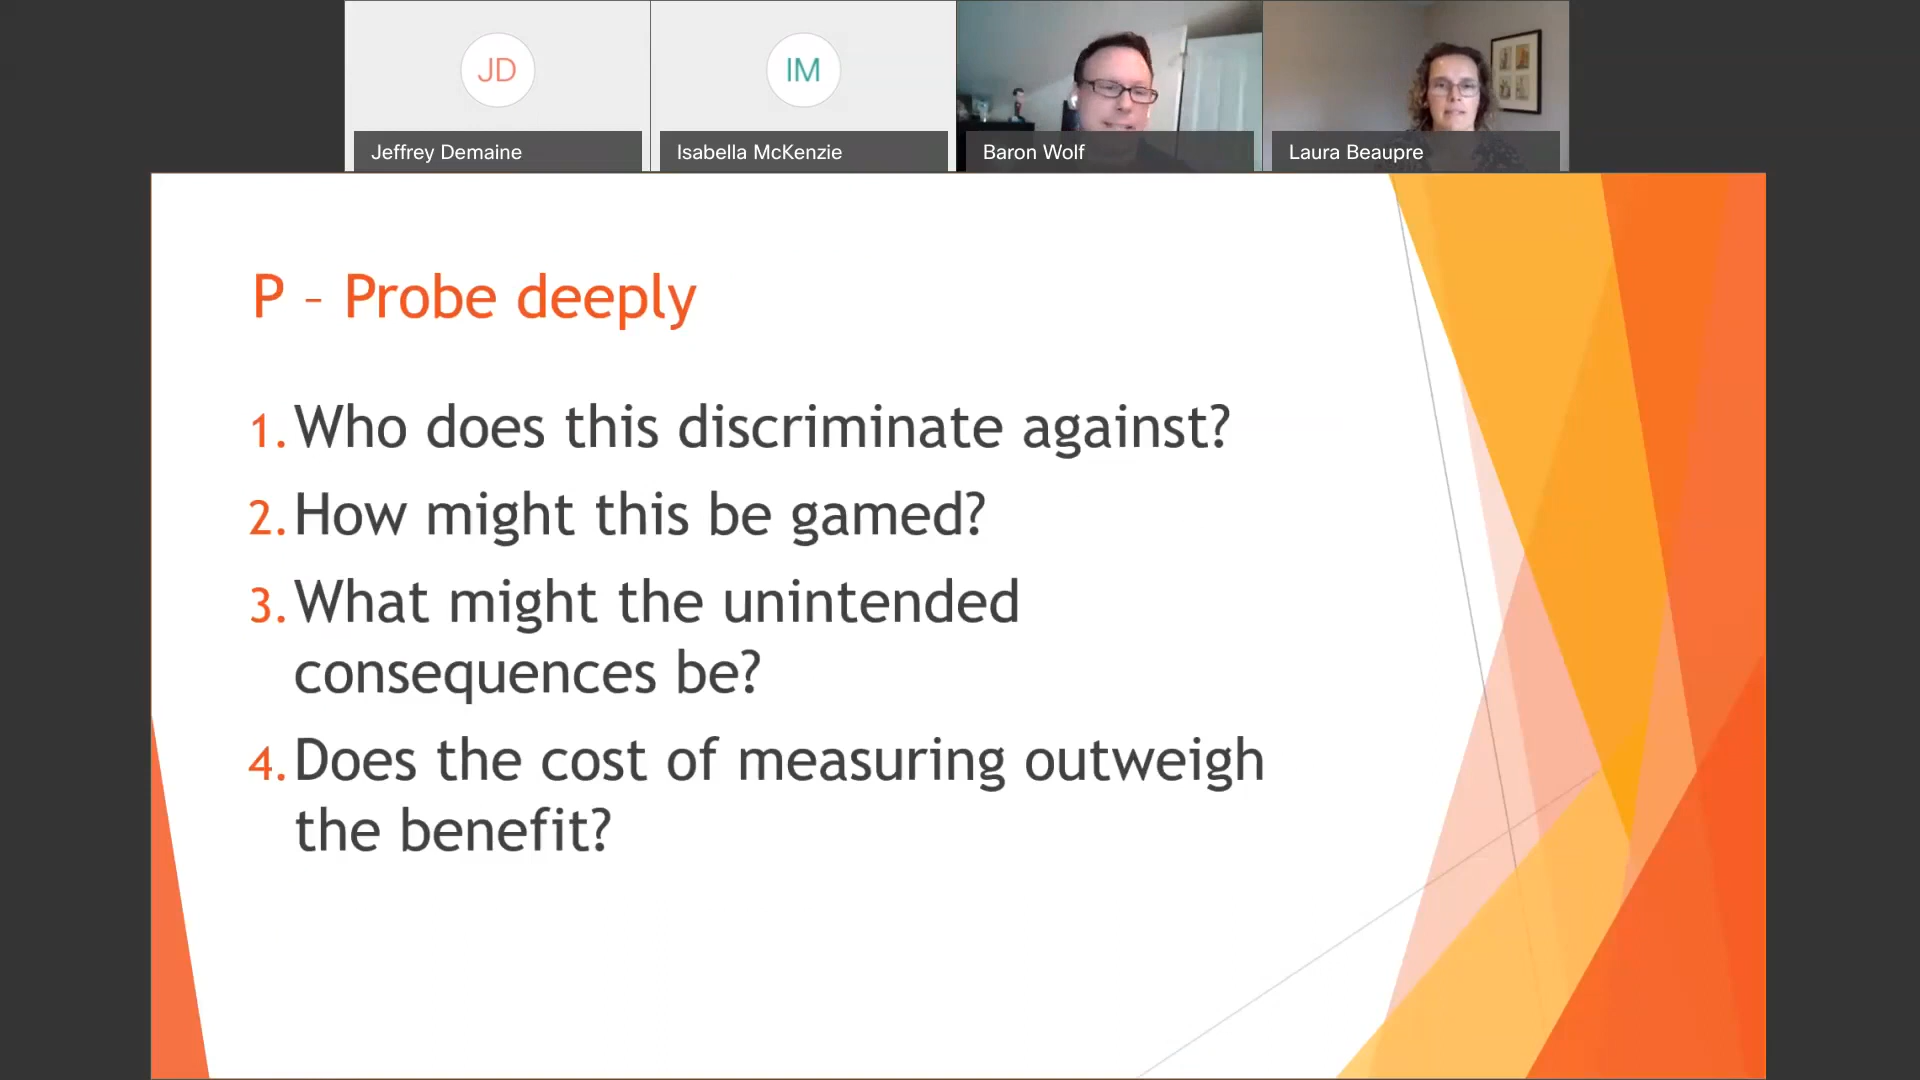 JD
IM
Jeffrey Demaine
Isabella McKenzie
Baron Wolf
Laura Beaupre
P – Probe deeply
1. Who does this discriminate against?
2. How might this be gamed?
3. What might the unintended
consequences be?
4. Does the cost of measuring outweigh
the benefit?